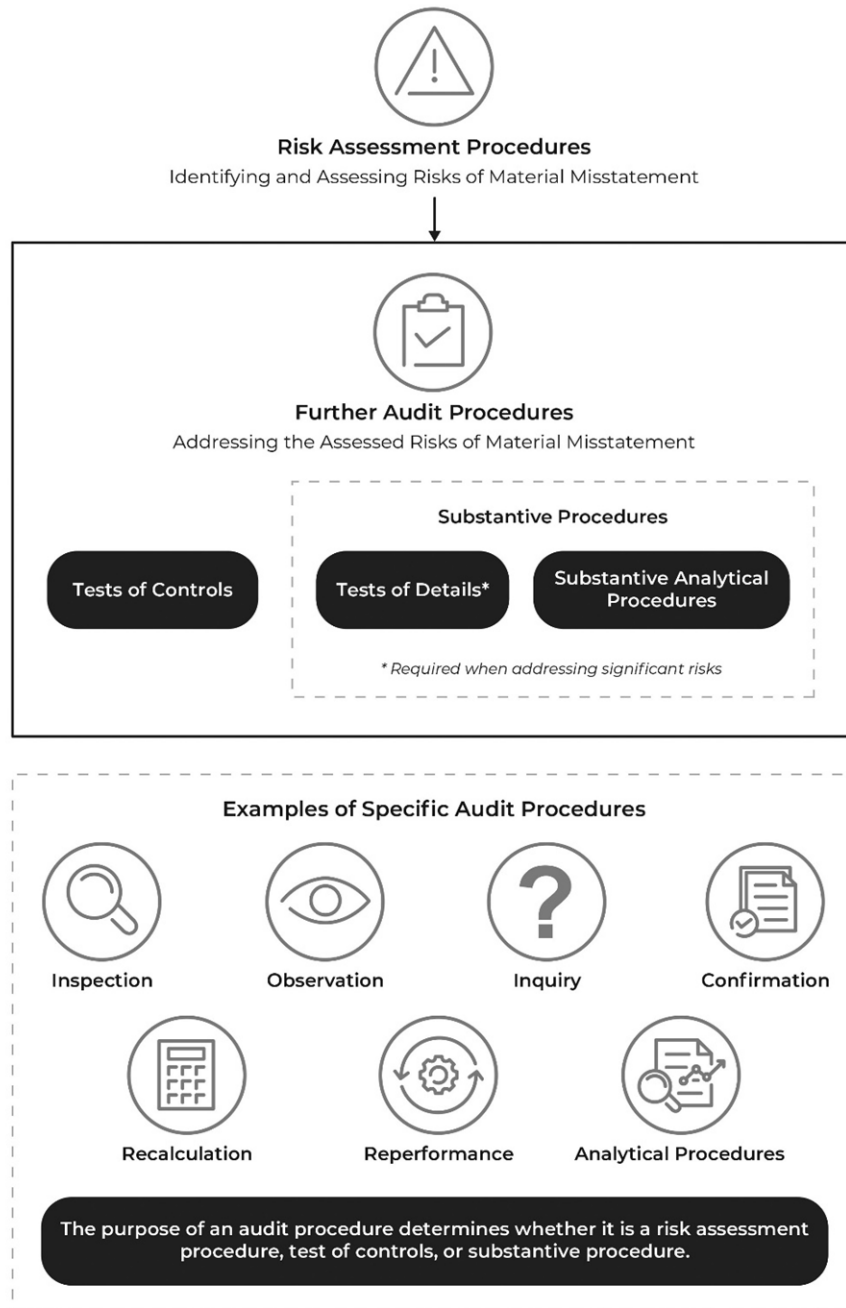 Risk Assessment Procedures
Identifying and Assessing Risks of Material Misstatement
Further Audit Procedures
Addressing the Assessed Risks of Material Misstatement
Substantive Procedures
Tests of Controls
Tests of Details*
Substantive Analytical
Procedures
* Required when addressing significant risks
Examples of Specific Audit Procedures
Inspection
Observation
Inquiry
Confirmation
Recalculation
Reperformance
Analytical Procedures
The purpose of an audit procedure determines whether it is a risk assessment
procedure, test of controls, or substantive procedure.